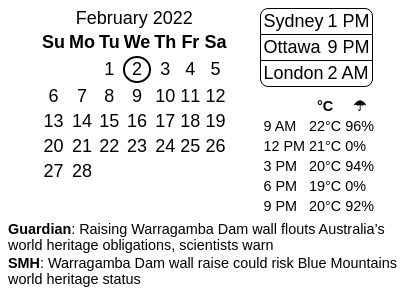 February 2022
Su Mo Tu We Th Fr Sa
1 2 3 4 5
6 7 8 9 10 11 12
13 14 15 16 17 18 19
20 21 22 23 24 25 26
27 28
Sydney 1 PM
Ottawa 9 PM
London 2 AM
°C ☂
9 AM 22°C 96%
12 PM 21°C 0%
3 PM 20°C 94%
6 PM 19°C 0%
9 PM 20°C 92%
Guardian: Raising Warragamba Dam wall flouts Australia’s
world heritage obligations, scientists warn
SMH: Warragamba Dam wall raise could risk Blue Mountains
world heritage status